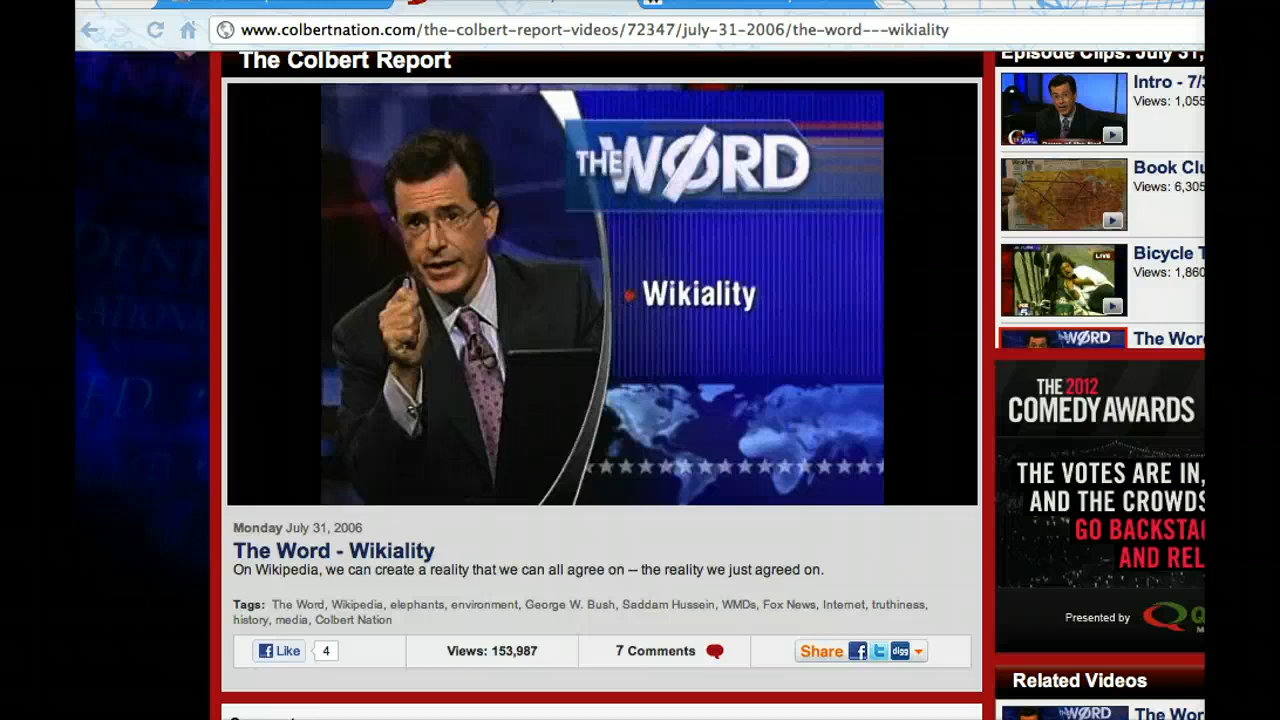 www.colbertnation.com/the-colbert-report-videos/72347/july-31-2006/the-word---wikiality
The Colbert Report
THE WØRD
Wikiality
Monday July 31, 2006
The Word - Wikiality
On Wikipedia, we can create a reality that we can all agree on -- the reality we just agreed on.
Tags: The Word, Wikipedia, elephants, environment, George W. Bush, Saddam Hussein, WMDs, Fox News, Internet, truthiness,
history, media, Colbert Nation
Like 4
Views: 153,987
7 Comments
Share digg
Episode Clips: July 31,
Intro - 7/3
Views: 1,055
Book Clu
Views: 6,305
LIVE
Bicycle T
Views: 1,860
WØRD
The Wor
THE 2012
COMEDY AWARDS
THE VOTES ARE IN,
AND THE CROWDS
GO BACKSTA
AND REL
Presented by
Related Videos
WØRD
The Wor